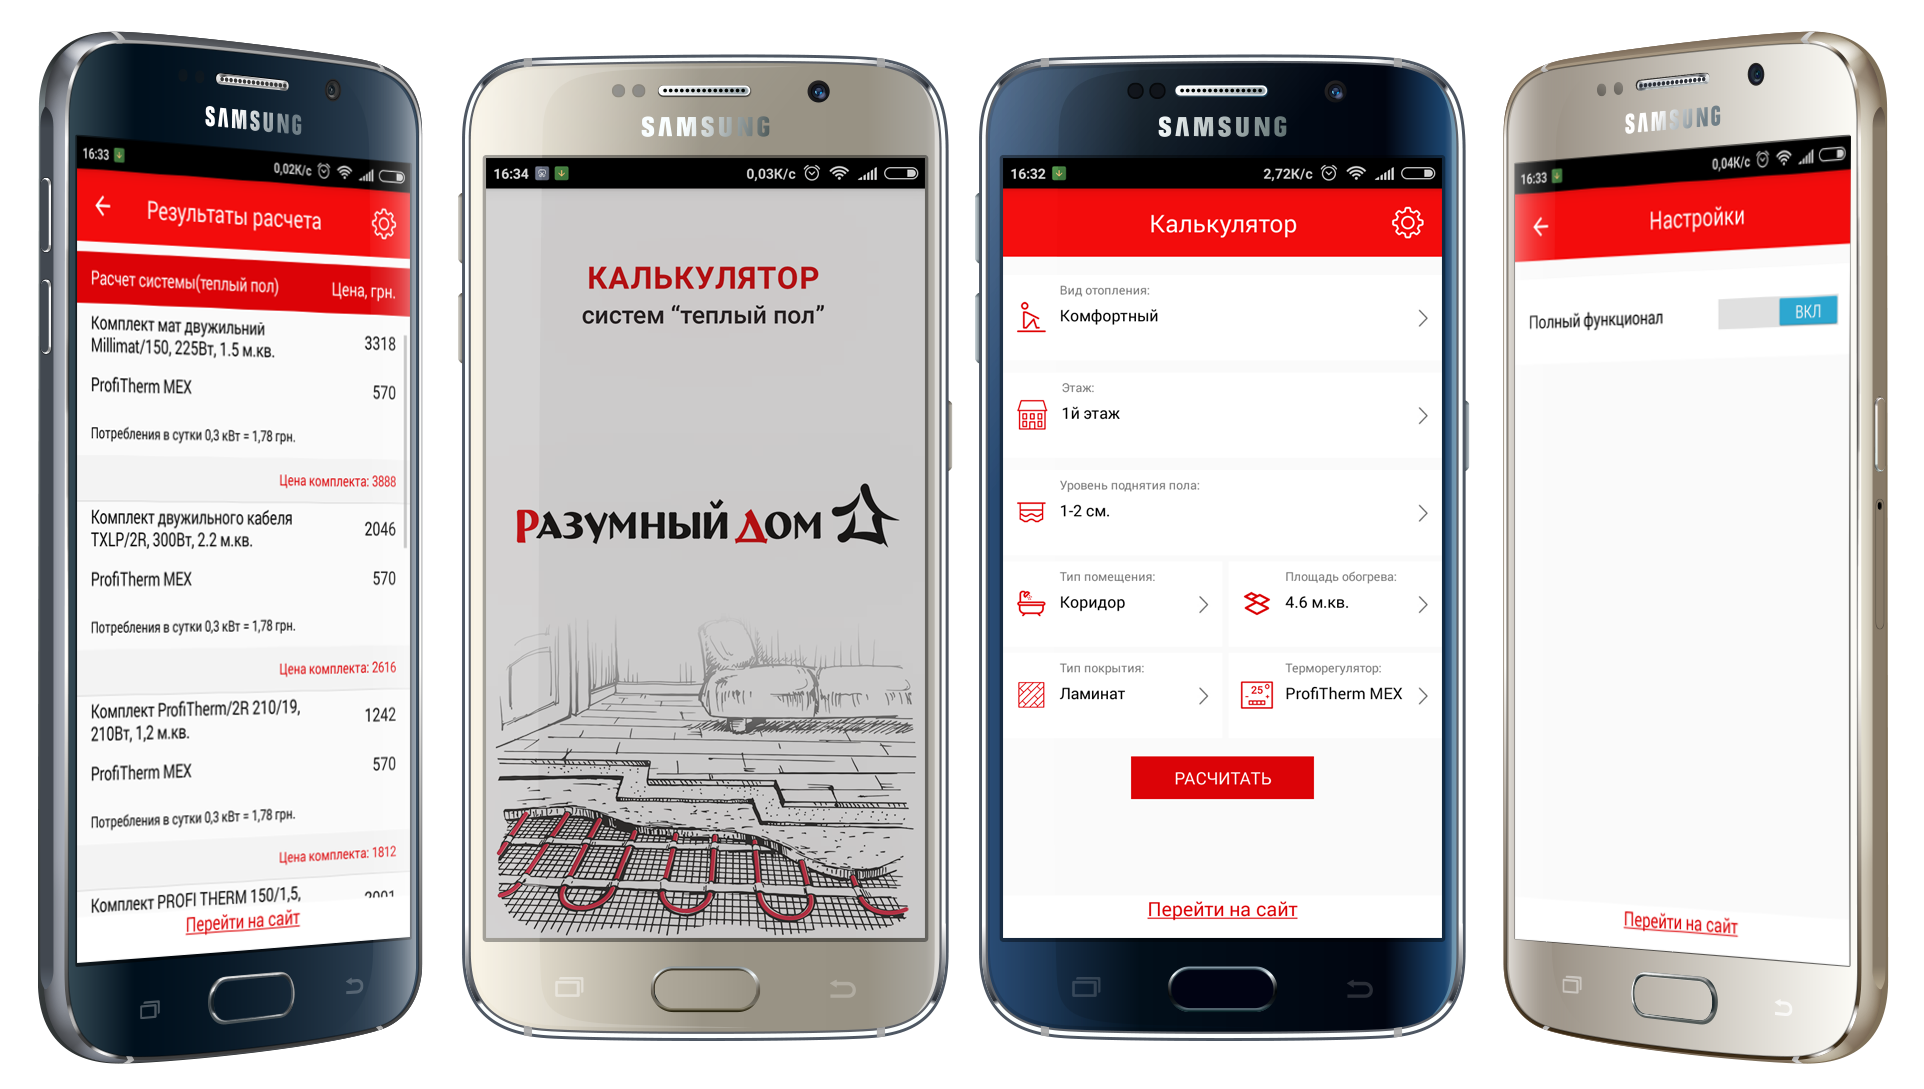 SAMSUNG
16:33
0,02K/c
Результаты расчета
Расчет системы(теплый пол)
Цена, грн.
Комплект мат двужильний
Millimat/150, 225Вт, 1.5 м.кв.
3318
ProfiTherm MEX
570
Потребления в сутки 0,3 кВт = 1,78 грн.
Цена комплекта: 3888
Комплект двужильного кабеля
TXLP/2R, 300Вт, 2.2 м.кв.
2046
ProfiTherm MEX
570
Потребления в сутки 0,3 кВт = 1,78 грн.
Цена комплекта: 2616
Комплект ProfiTherm/2R 210/19,
210Вт, 1,2 м.кв.
1242
ProfiTherm MEX
570
Потребления в сутки 0,3 кВт = 1,78 грн.
Цена комплекта: 1812
Комплект PROFI THERM 150/1,5,
Перейти на сайт
SAMSUNG
16:34
0,03K/c
КАЛЬКУЛЯТОР
систем “теплый пол”
Разумный Дом
SAMSUNG
16:32
2,72K/c
Калькулятор
Вид отопления:
Комфортный
Этаж:
1й этаж
Уровень поднятия пола:
1-2 см.
Тип помещения:
Коридор
Площадь обогрева:
4.6 м.кв.
Тип покрытия:
Ламинат
Терморегулятор:
25°
ProfiTherm MEX
РАСЧИТАТЬ
Перейти на сайт
SAMSUNG
16:33
0,04K/c
Настройки
Полный функционал
ВКЛ
Перейти на сайт